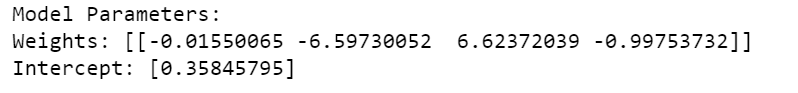 Model Parameters:
Weights: [[-0.01550065 -6.59730052  6.62372039 -0.99753732]]
Intercept: [0.35845795]